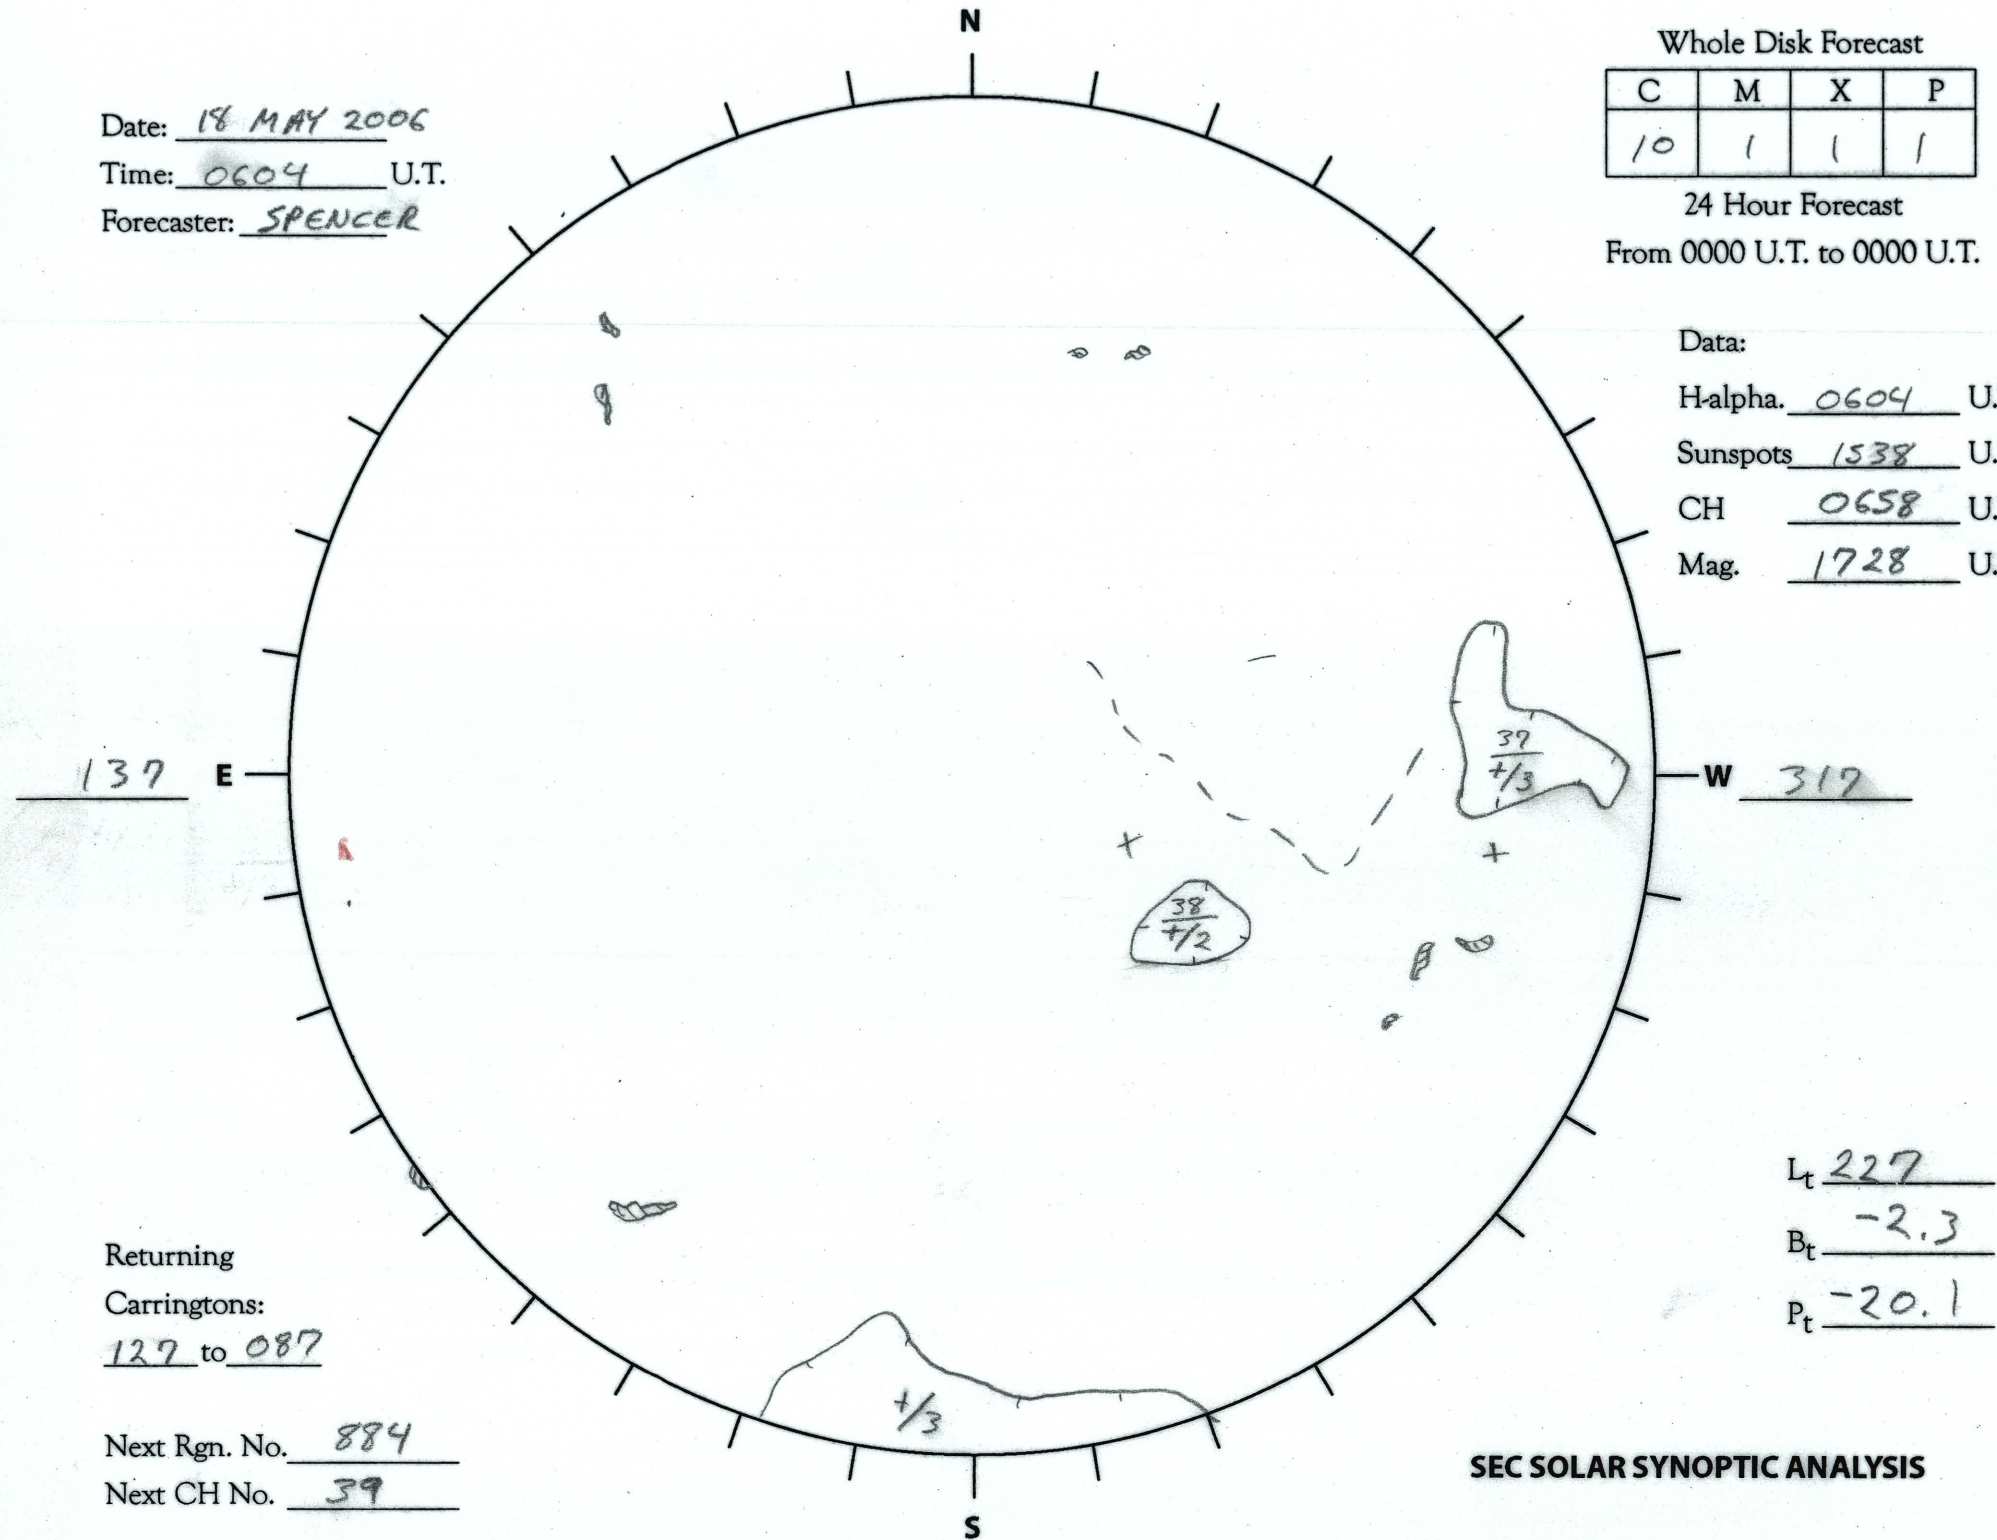 N
Whole Disk Forecast
C M X P
10 1 1 1
24 Hour Forecast
From 0000 U.T. to 0000 U.T.
Date: 18 MAY 2006
Time: 0604 U.T.
Forecaster: SPENCER
Data:
H-alpha. 0604 U.
Sunspots 1538 U.
CH 0658 U.
Mag. 1728 U.
37
+/3
137 E
W 317
38
+/2
Lt 227
Bt -2.3
Pt -20.1
Returning
Carringtons:
127 to 087
+/3
Next Rgn. No. 884
Next CH No. 39
SEC SOLAR SYNOPTIC ANALYSIS
S